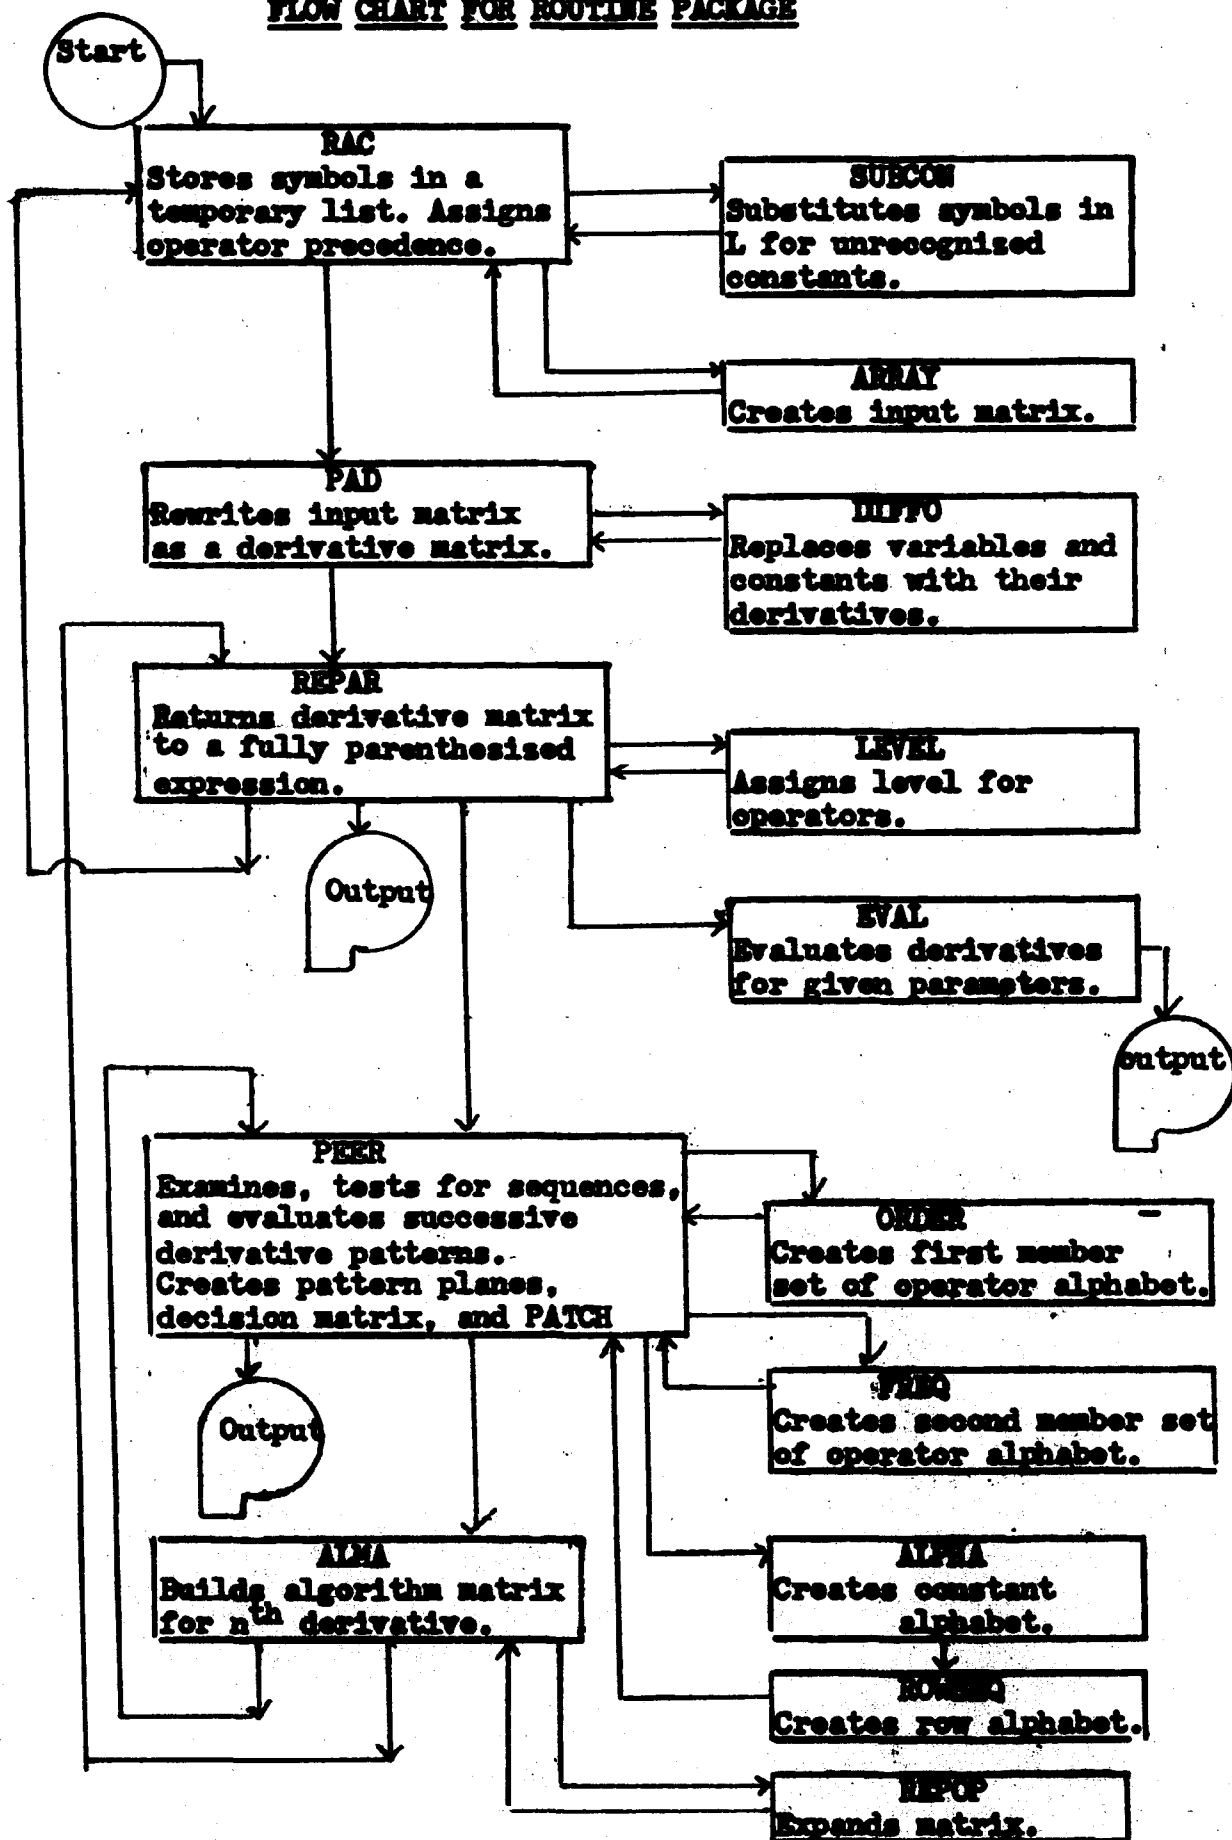 FLOW CHART FOR ROUTINE PACKAGE
Start
RAC
Stores symbols in a
temporary list. Assigns
operator precedence.
SUBCON
Substitutes symbols in
L for unrecognized
constants.
ARRAY
Creates input matrix.
PAD
Rewrites input matrix
as a derivative matrix.
DIFFO
Replaces variables and
constants with their
derivatives.
REPAR
Returns derivative matrix
to a fully parenthesized
expression.
LEVEL
Assigns level for
operators.
Output
EVAL
Evaluates derivatives
for given parameters.
output
PEER
Examines, tests for sequences,
and evaluates successive
derivative patterns.
Creates pattern planes,
decision matrix, and PATCH
ORDER
Creates first member
set of operator alphabet.
FREQ
Creates second member set
of operator alphabet.
Output
ALMA
Builds algorithm matrix
for nth derivative.
ALPHA
Creates constant
alphabet.
Creates row alphabet.
REPOP
Expands matrix.